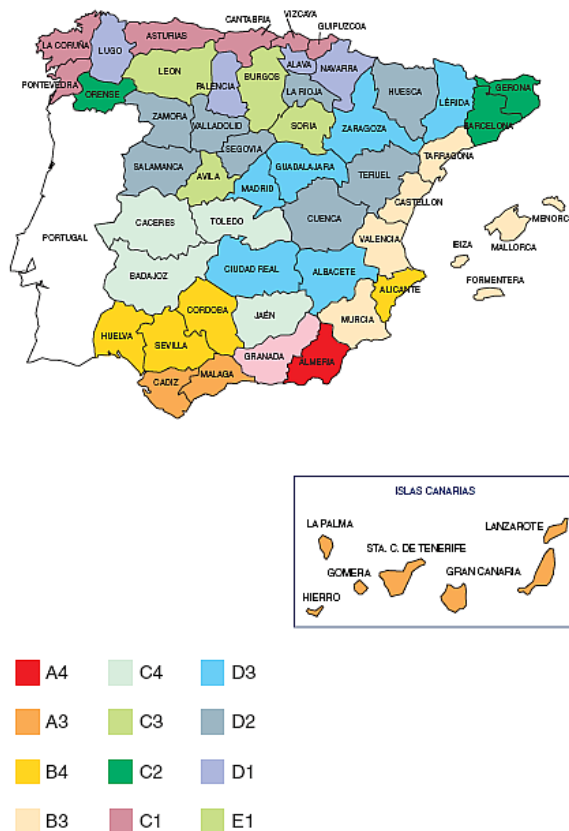 CANTABRIA
VIZCAYA
GUIPUZCOA
ASTURIAS
LA CORUÑA
LUGO
ALAVA
NAVARRA
LEON
BURGOS
PONTEVEDRA
PALENCIA
ORENSE
LA RIOJA
HUESCA
GERONA
LÉRIDA
ZAMORA
VALLADOLID
SORIA
ZARAGOZA
BARCELONA
SEGOVIA
TARRAGONA
SALAMANCA
GUADALAJARA
AVILA
MADRID
TERUEL
CASTELLON
MENORC
CACERES
TOLEDO
CUENCA
PORTUGAL
VALENCIA
IBIZA
MALLORCA
BADAJOZ
CIUDAD REAL
ALBACETE
FORMENTERA
ALICANTE
CORDOBA
JAÉN
MURCIA
HUELVA
SEVILLA
GRANADA
ALMERIA
MALAGA
CADIZ
ISLAS CANARIAS
LA PALMA
LANZAROTE
STA. C. DE TENERIFE
GOMERA
GRAN CANARIA
HIERRO
A4 C4 D3
A3 C3 D2
B4 C2 D1
B3 C1 E1